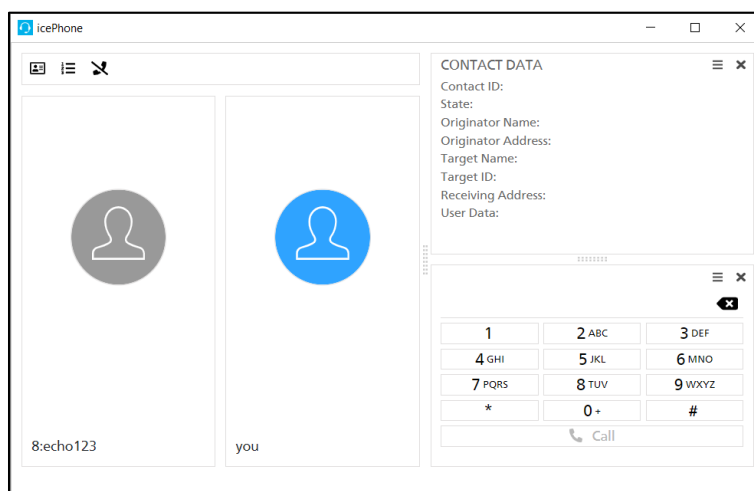 icePhone
CONTACT DATA
Contact ID:
State:
Originator Name:
Originator Address:
Target Name:
Target ID:
Receiving Address:
User Data:
1
2 ABC
3 DEF
4 GHI
5 JKL
6 MNO
7 PQRS
8 TUV
9 WXYZ
*
0 +
#
Call
8:echo123
you